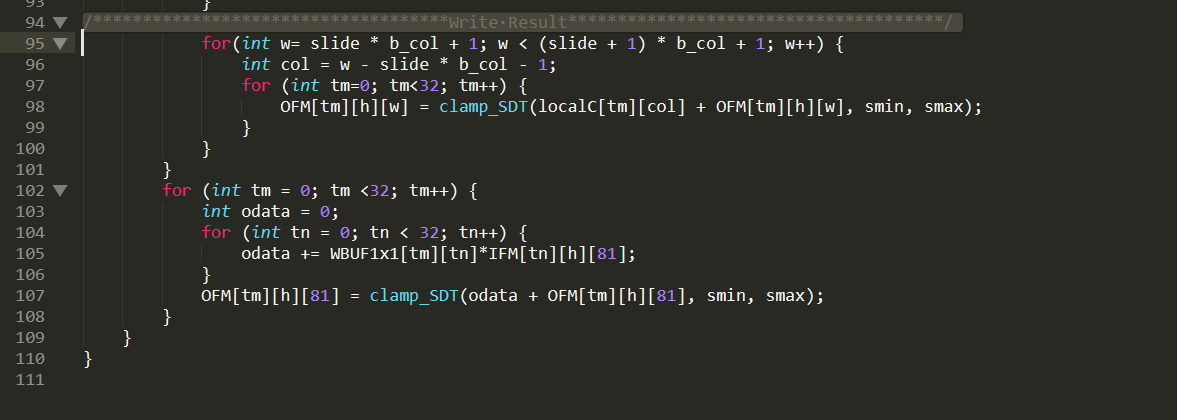 93 }
94 /************************************Write·Result**************************************/
95 for(int w= slide * b_col + 1; w < (slide + 1) * b_col + 1; w++) {
96 int col = w - slide * b_col - 1;
97 for (int tm=0; tm<32; tm++) {
98 OFM[tm][h][w] = clamp_SDT(localC[tm][col] + OFM[tm][h][w], smin, smax);
99 }
100 }
101 }
102 for (int tm = 0; tm <32; tm++) {
103 int odata = 0;
104 for (int tn = 0; tn < 32; tn++) {
105 odata += WBUF1x1[tm][tn]*IFM[tn][h][81];
106 }
107 OFM[tm][h][81] = clamp_SDT(odata + OFM[tm][h][81], smin, smax);
108 }
109 }
110 }
111